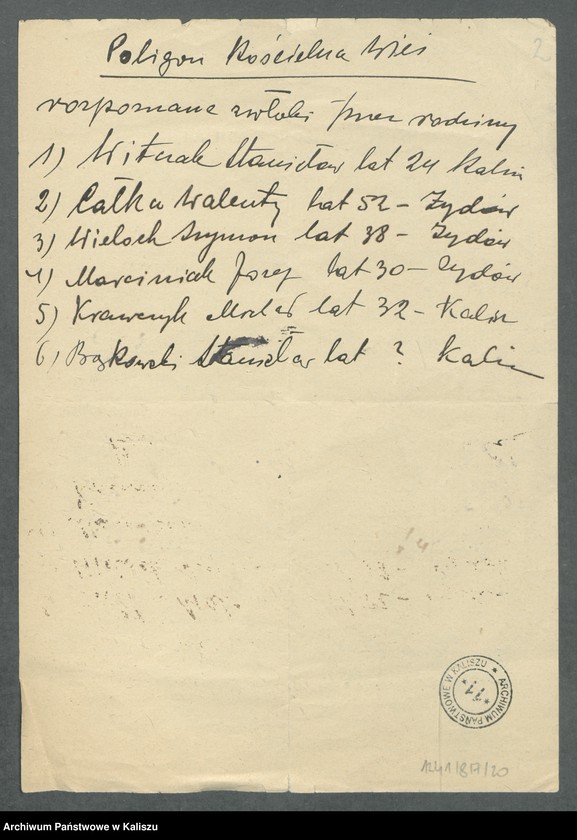 2
Poligon Kościelna Wieś
rozpoznane zwłoki przez rodziny
1) Witczak Stanisław lat 24 Kalisz
2) Całka Walenty lat 52 - Żydów
3) Wieloch Szymon lat 38 - Żydów
4) Marciniak Józef lat 30 - Żydów
5) Krawczyk lat 32 - Kalisz
6) Stanisław lat ? Kalisz
ARCHIWUM PAŃSTWOWE W KALISZU
* 11 *
Archiwum Państwowe w Kaliszu